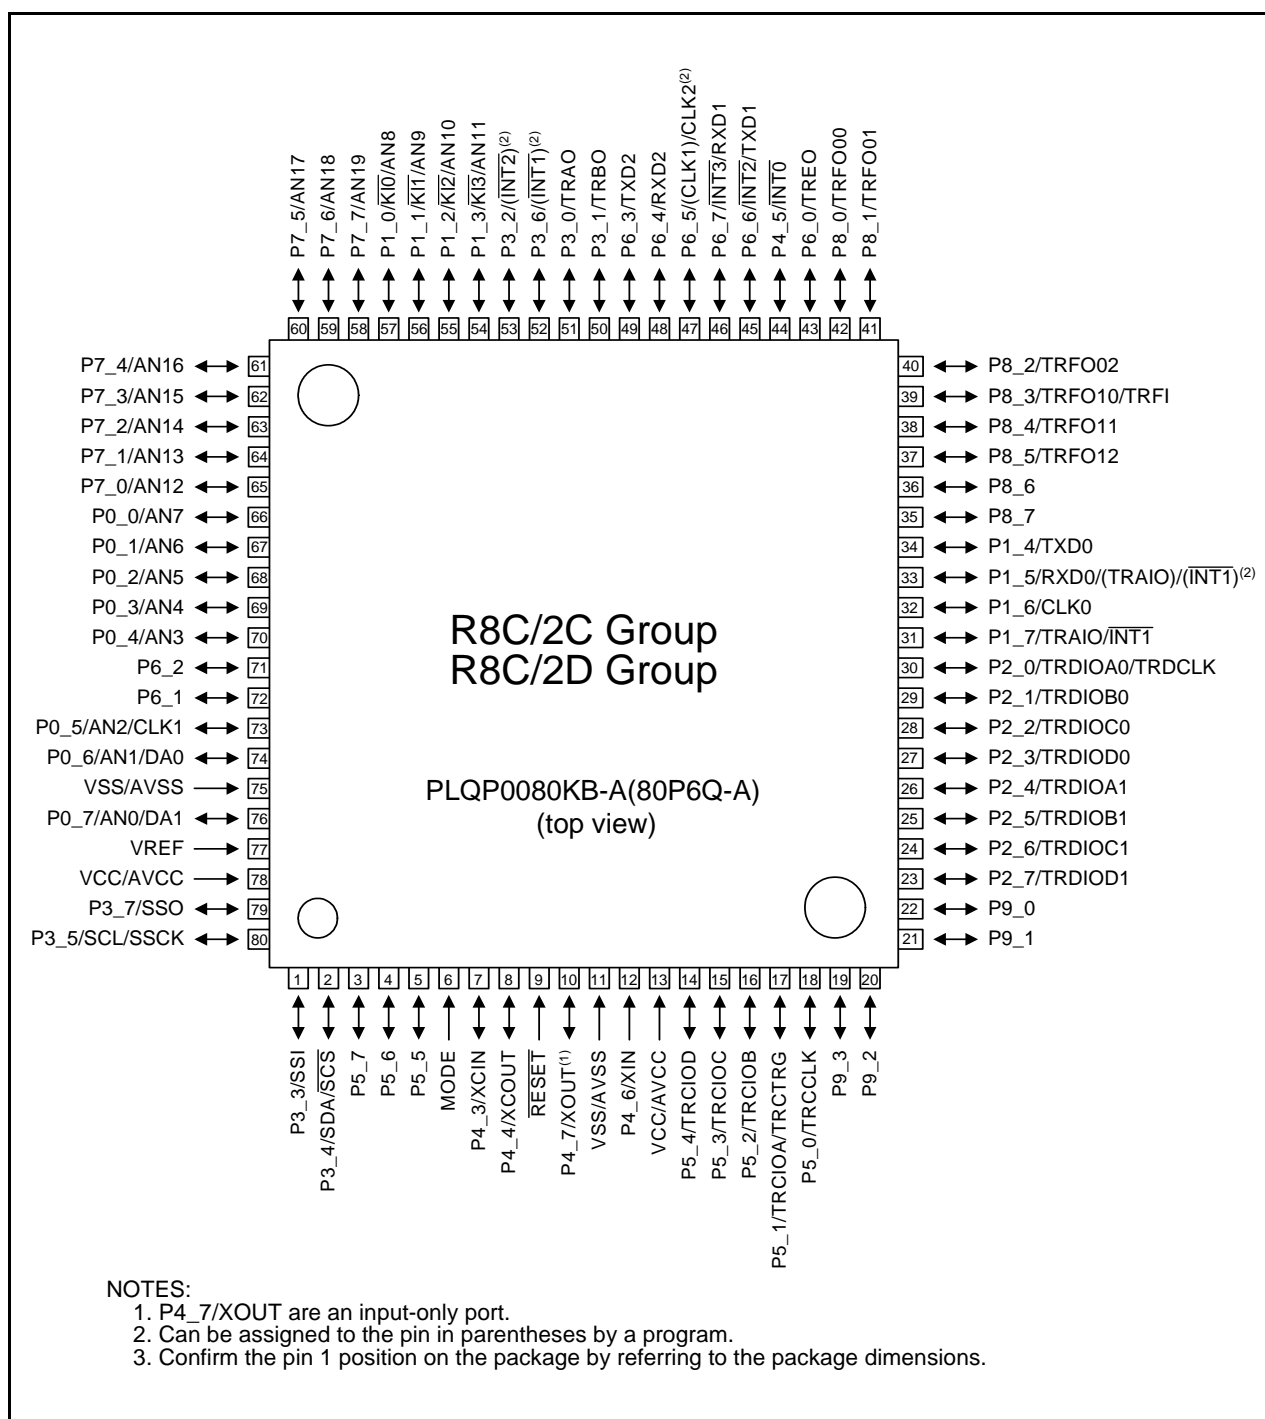 P7_5/AN17
P7_6/AN18
P7_7/AN19
P1_0/K̅I̅0̅/AN8
P1_1/K̅I̅1̅/AN9
P1_2/K̅I̅2̅/AN10
P1_3/K̅I̅3̅/AN11
P3_2/(I̅N̅T̅2̅)(2)
P3_6/(I̅N̅T̅1̅)(2)
P3_0/TRAO
P3_1/TRBO
P6_3/TXD2
P6_4/RXD2
P6_5/(CLK1)/CLK2(2)
P6_7/I̅N̅T̅3̅/RXD1
P6_6/I̅N̅T̅2̅/TXD1
P4_5/I̅N̅T̅0̅
P6_0/TREO
P8_0/TRFO00
P8_1/TRFO01
60 59 58 57 56 55 54 53 52 51 50 49 48 47 46 45 44 43 42 41
P7_4/AN16 61
P7_3/AN15 62
P7_2/AN14 63
P7_1/AN13 64
P7_0/AN12 65
P0_0/AN7 66
P0_1/AN6 67
P0_2/AN5 68
P0_3/AN4 69
P0_4/AN3 70
P6_2 71
P6_1 72
P0_5/AN2/CLK1 73
P0_6/AN1/DA0 74
VSS/AVSS 75
P0_7/AN0/DA1 76
VREF 77
VCC/AVCC 78
P3_7/SSO 79
P3_5/SCL/SSCK 80
R8C/2C Group
R8C/2D Group
PLQP0080KB-A(80P6Q-A)
(top view)
40 P8_2/TRFO02
39 P8_3/TRFO10/TRFI
38 P8_4/TRFO11
37 P8_5/TRFO12
36 P8_6
35 P8_7
34 P1_4/TXD0
33 P1_5/RXD0/(TRAIO)/(I̅N̅T̅1̅)(2)
32 P1_6/CLK0
31 P1_7/TRAIO/I̅N̅T̅1̅
30 P2_0/TRDIOA0/TRDCLK
29 P2_1/TRDIOB0
28 P2_2/TRDIOC0
27 P2_3/TRDIOD0
26 P2_4/TRDIOA1
25 P2_5/TRDIOB1
24 P2_6/TRDIOC1
23 P2_7/TRDIOD1
22 P9_0
21 P9_1
1 2 3 4 5 6 7 8 9 10 11 12 13 14 15 16 17 18 19 20
P3_3/SSI
P3_4/SDA/S̅C̅S̅
P5_7
P5_6
P5_5
MODE
P4_3/XCIN
P4_4/XCOUT
R̅E̅S̅E̅T̅
P4_7/XOUT(1)
VSS/AVSS
P4_6/XIN
VCC/AVCC
P5_4/TRCIOD
P5_3/TRCIOC
P5_2/TRCIOB
P5_1/TRCIOA/TRCTRG
P5_0/TRCCLK
P9_3
P9_2
NOTES:
1. P4_7/XOUT are an input-only port.
2. Can be assigned to the pin in parentheses by a program.
3. Confirm the pin 1 position on the package by referring to the package dimensions.